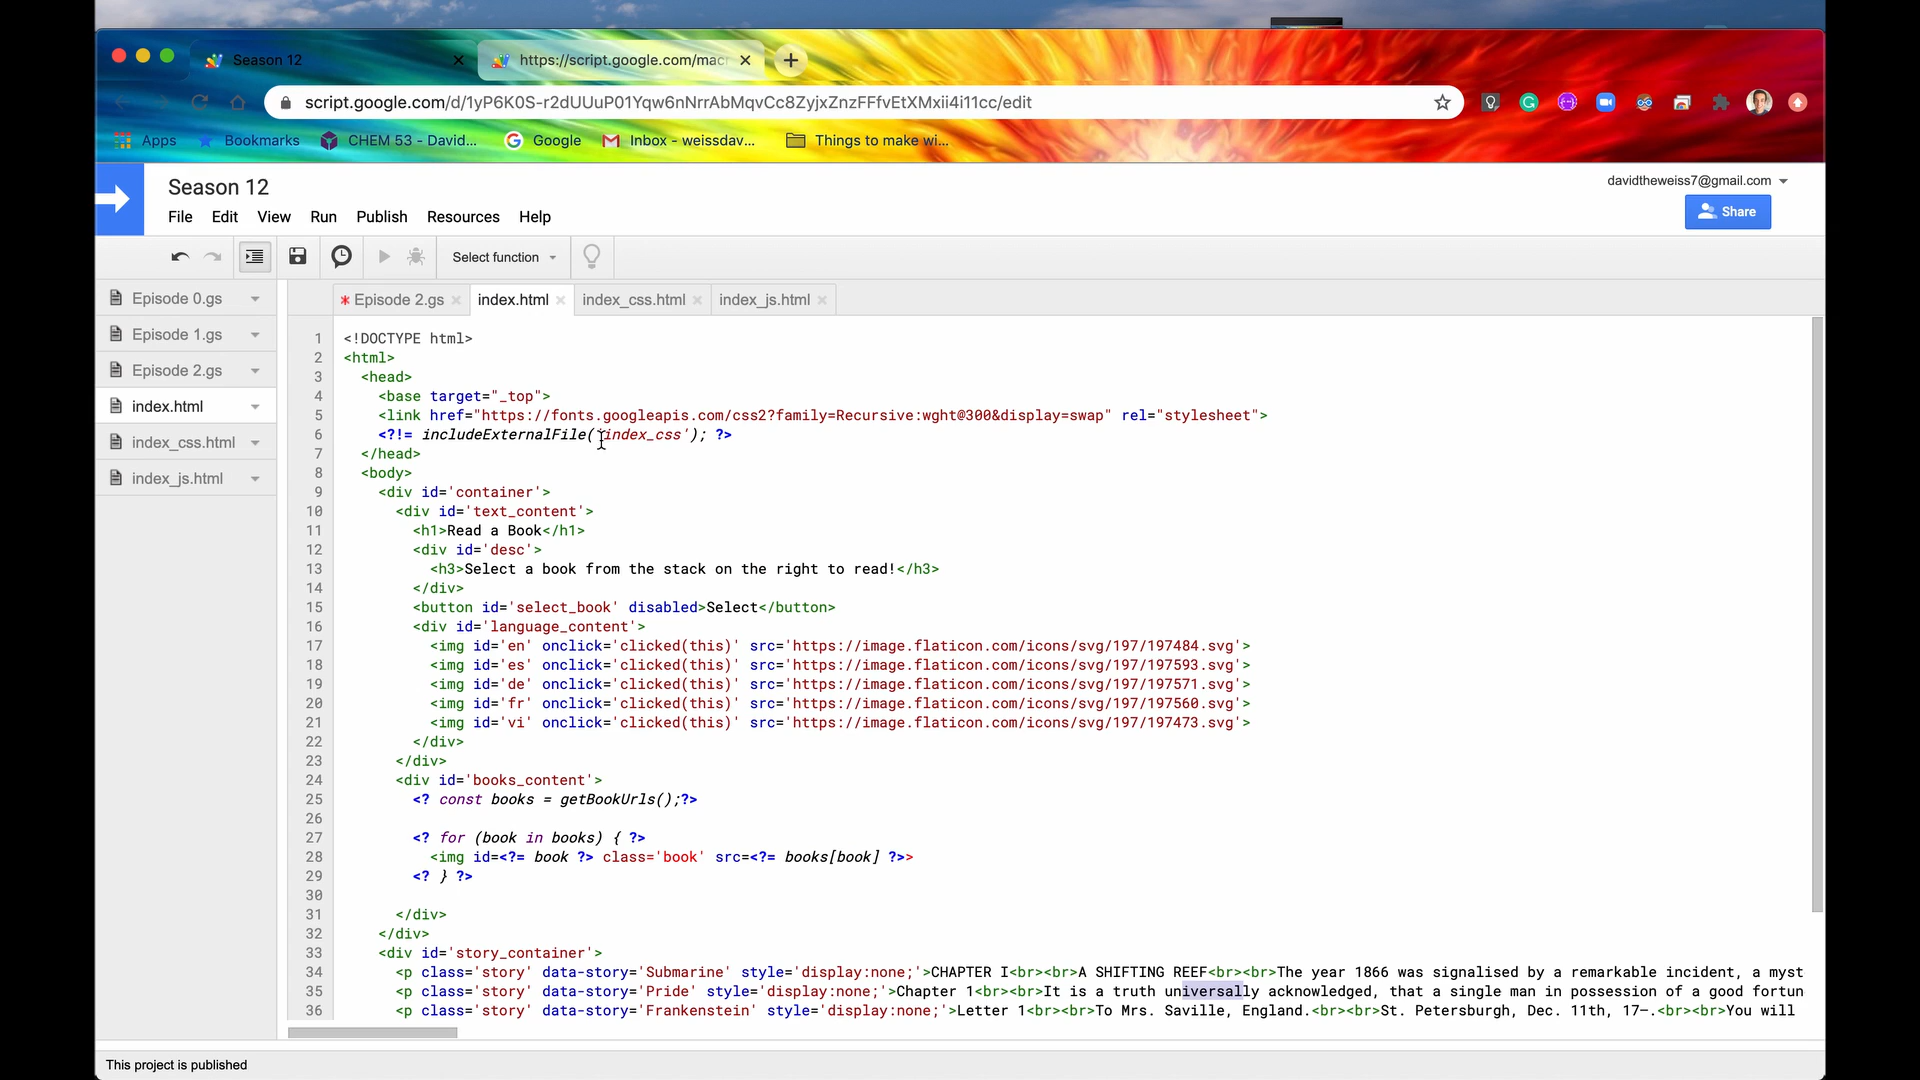 Season 12
https://script.google.com/mac
script.google.com/d/1yP6K0S-r2dUUuP01Yqw6nNrrAbMqvCc8ZyjxZnzFFfvEtXMxii4i11cc/edit
Apps Bookmarks CHEM 53 - David... Google Inbox - weissdav... Things to make wi...
Season 12
davidtheweiss7@gmail.com
File Edit View Run Publish Resources Help
Share
Select function
Episode 0.gs
Episode 1.gs
Episode 2.gs
index.html
index_css.html
index_js.html
* Episode 2.gs index.html index_css.html index_js.html
1 <!DOCTYPE html>
2 <html>
3 <head>
4 <base target="_top">
5 <link href="https://fonts.googleapis.com/css2?family=Recursive:wght@300&display=swap" rel="stylesheet">
6 <?!= includeExternalFile('index_css'); ?>
7 </head>
8 <body>
9 <div id='container'>
10 <div id='text_content'>
11 <h1>Read a Book</h1>
12 <div id='desc'>
13 <h3>Select a book from the stack on the right to read!</h3>
14 </div>
15 <button id='select_book' disabled>Select</button>
16 <div id='language_content'>
17 <img id='en' onclick='clicked(this)' src='https://image.flaticon.com/icons/svg/197/197484.svg'>
18 <img id='es' onclick='clicked(this)' src='https://image.flaticon.com/icons/svg/197/197593.svg'>
19 <img id='de' onclick='clicked(this)' src='https://image.flaticon.com/icons/svg/197/197571.svg'>
20 <img id='fr' onclick='clicked(this)' src='https://image.flaticon.com/icons/svg/197/197560.svg'>
21 <img id='vi' onclick='clicked(this)' src='https://image.flaticon.com/icons/svg/197/197473.svg'>
22 </div>
23 </div>
24 <div id='books_content'>
25 <? const books = getBookUrls();?>
26
27 <? for (book in books) { ?>
28 <img id=<?= book ?> class='book' src=<?= books[book] ?>>
29 <? } ?>
30
31 </div>
32 </div>
33 <div id='story_container'>
34 <p class='story' data-story='Submarine' style='display:none;'>CHAPTER I<br><br>A SHIFTING REEF<br><br>The year 1866 was signalised by a remarkable incident, a myst
35 <p class='story' data-story='Pride' style='display:none;'>Chapter 1<br><br>It is a truth universally acknowledged, that a single man in possession of a good fortun
36 <p class='story' data-story='Frankenstein' style='display:none;'>Letter 1<br><br>To Mrs. Saville, England.<br><br>St. Petersburgh, Dec. 11th, 17—.<br><br>You will
This project is published